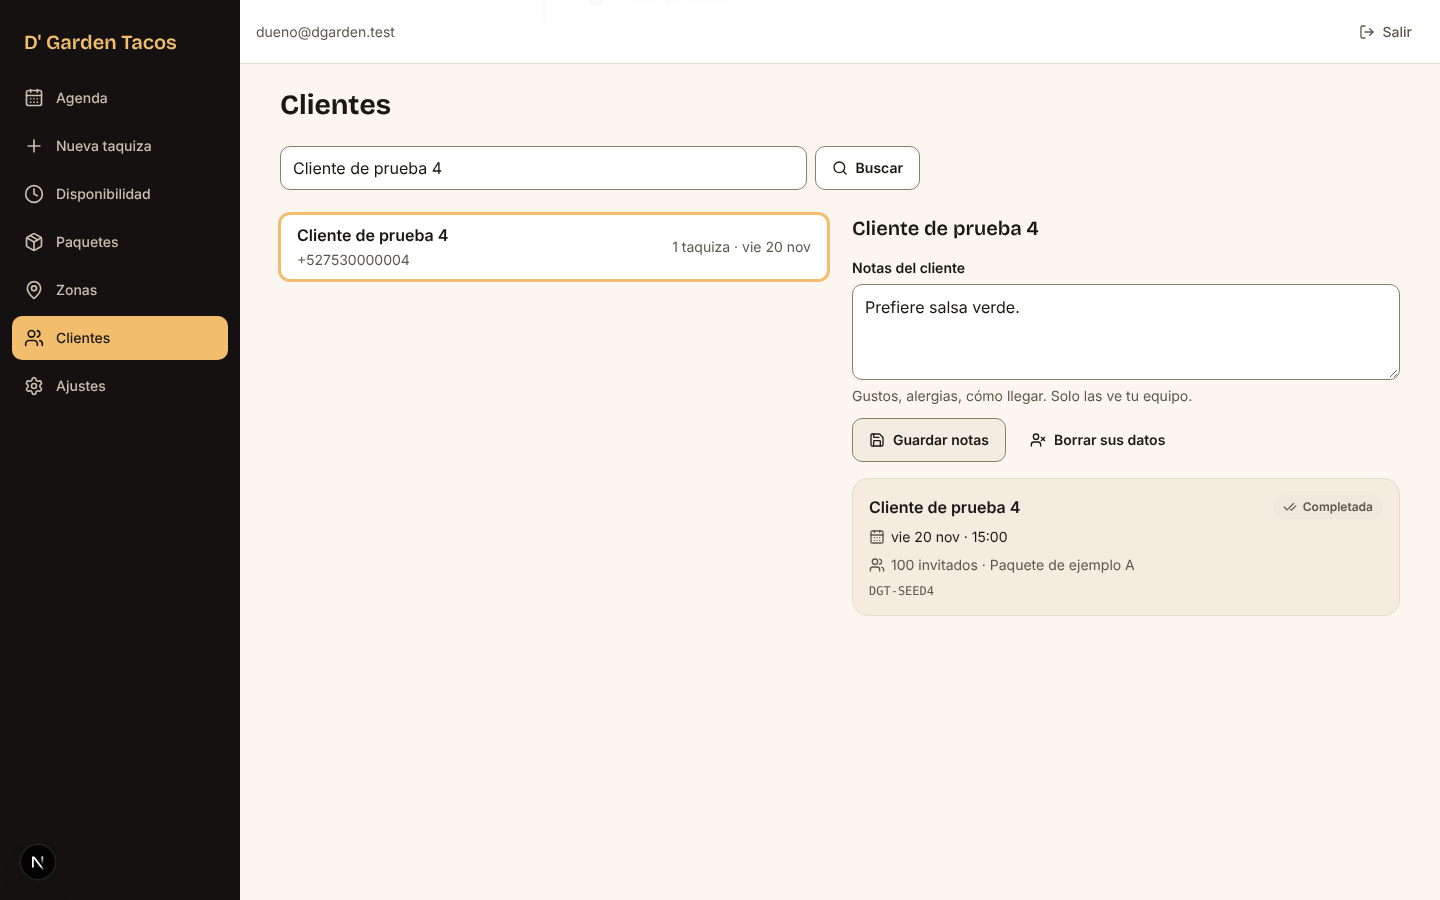 D' Garden Tacos
Agenda
Nueva taquiza
Disponibilidad
Paquetes
Zonas
Clientes
Ajustes
N
dueno@dgarden.test
Salir
Clientes
Cliente de prueba 4
Buscar
Cliente de prueba 4
+527530000004
1 taquiza · vie 20 nov
Cliente de prueba 4
Notas del cliente
Prefiere salsa verde.
Gustos, alergias, cómo llegar. Solo las ve tu equipo.
Guardar notas
Borrar sus datos
Cliente de prueba 4
Completada
vie 20 nov · 15:00
100 invitados · Paquete de ejemplo A
DGT-SEED4